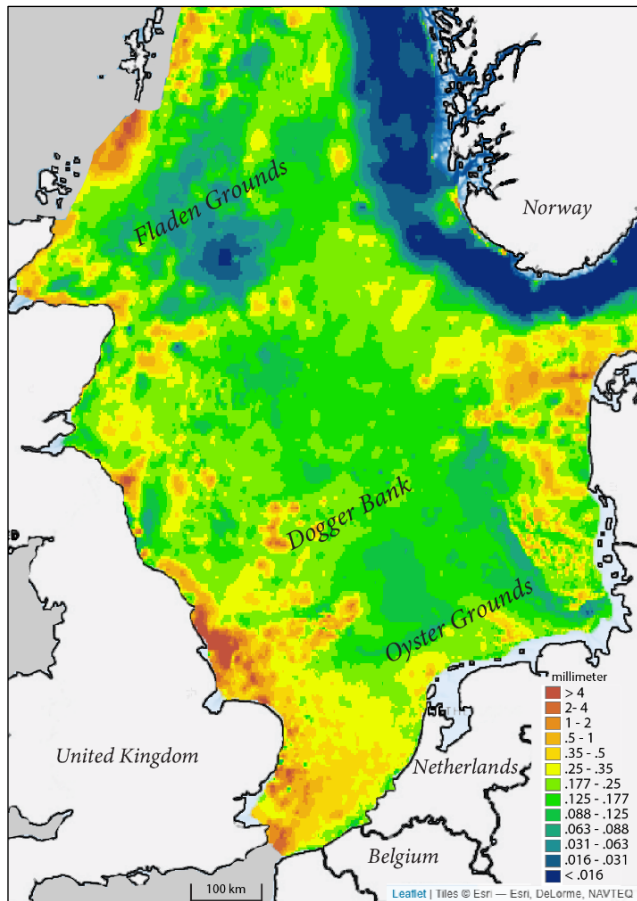 Fladen Grounds
Norway
Dogger Bank
Oyster Grounds
United Kingdom
Netherlands
Belgium
100 km
millimeter
> 4
2- 4
1 - 2
.5 - 1
.35 - .5
.25 - .35
.177 - .25
.125 - .177
.088 - .125
.063 - .088
.031 - .063
.016 - .031
< .016
Leaflet | Tiles © Esri — Esri, DeLorme, NAVTEQ